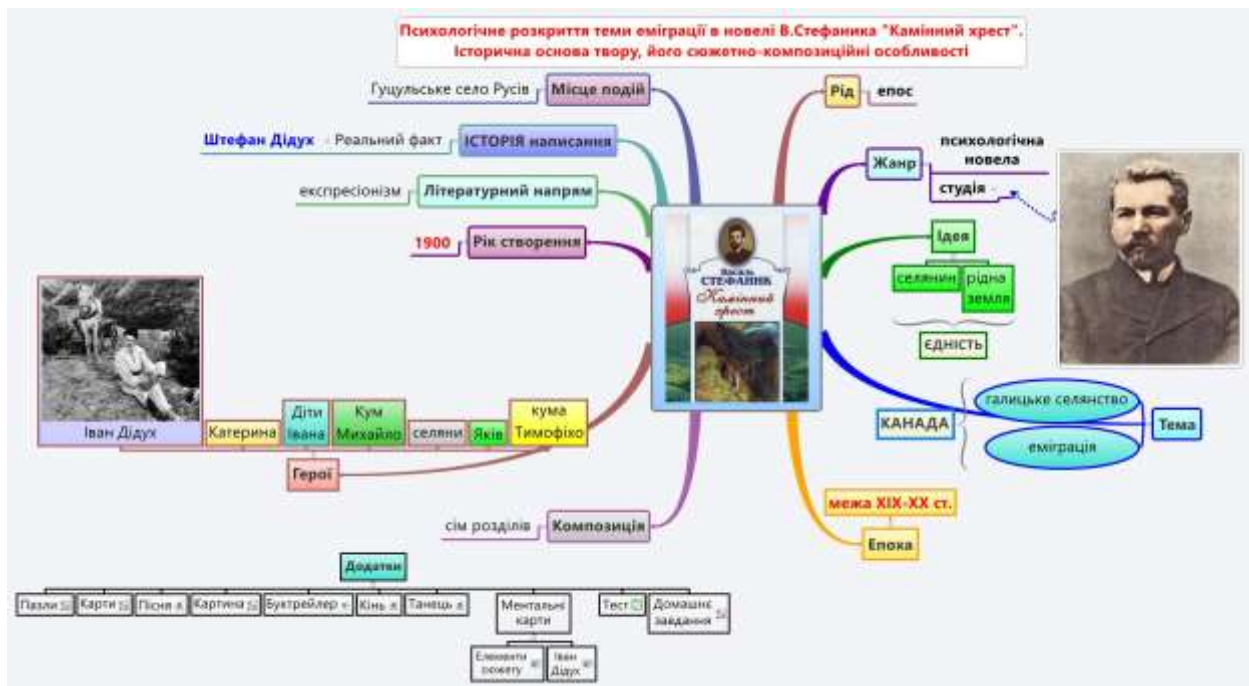 Психологічне розкриття теми еміграції в новелі В.Стефаника "Камінний хрест".
Історична основа твору, його сюжетно-композиційні особливості
Гуцульське село Русів
Місце подій
Штефан Дідух
Реальний факт
ІСТОРІЯ написання
експресіонізм
Літературний напрям
1900
Рік створення
Іван Дідух
Катерина
Діти
Івана
Кум
Михайло
селяни
Яків
кума
Тимофіхо
Герої
сім розділів
Композиція
Василь
СТЕФАНИК
Камінний
хрест
Рід
епос
Жанр
психологічна
новела
студія
Ідея
селянин
рідна
земля
ЄДНІСТЬ
КАНАДА
галицьке селянство
еміграція
Тема
межа XIX-XX ст.
Епоха
Додатки
Пазли
Карти
Пісня
Картина
Буктрейлер
Кінь
Танець
Ментальні
карти
Елементи
сюжету
Іван
Дідух
Тест
Домашнє
завдання